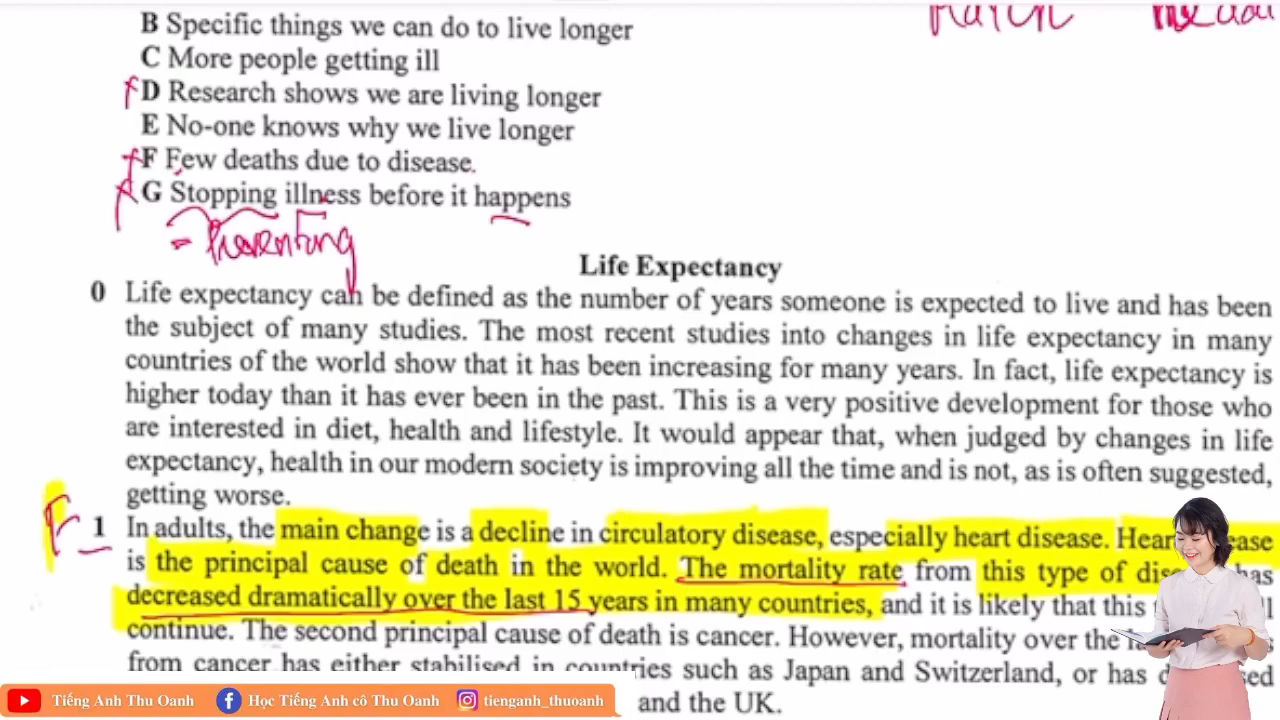 Match
B Specific things we can do to live longer
C More people getting ill
D Research shows we are living longer
E No-one knows why we live longer
F Few deaths due to disease.
G Stopping illness before it happens
= Preventing
Life Expectancy
0 Life expectancy can be defined as the number of years someone is expected to live and has been
the subject of many studies. The most recent studies into changes in life expectancy in many
countries of the world show that it has been increasing for many years. In fact, life expectancy is
higher today than it has ever been in the past. This is a very positive development for those who
are interested in diet, health and lifestyle. It would appear that, when judged by changes in life
expectancy, health in our modern society is improving all the time and is not, as is often suggested,
getting worse.
F 1 In adults, the main change is a decline in circulatory disease, especially heart disease. Hear ease
is the principal cause of death in the world. The mortality rate from this type of dise has
decreased dramatically over the last 15 years in many countries, and it is likely that this
continue. The second principal cause of death is cancer. However, mortality over the
from cancer has either stabilised in countries such as Japan and Switzerland, or has d sed
and the UK.
Tiếng Anh Thu Oanh Học Tiếng Anh cô Thu Oanh tienganh_thuoanh